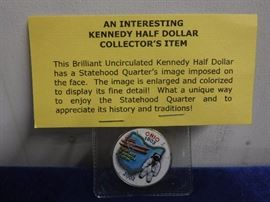 AN INTERESTING
KENNEDY HALF DOLLAR
COLLECTOR'S ITEM
This Brilliant Uncirculated Kennedy Half Dollar
has a Statehood Quarter's image imposed on
the face. The image is enlarged and colorized
to display its fine detail! What a unique way
to enjoy the Statehood Quarter and to
appreciate its history and traditions!
OHIO
1803